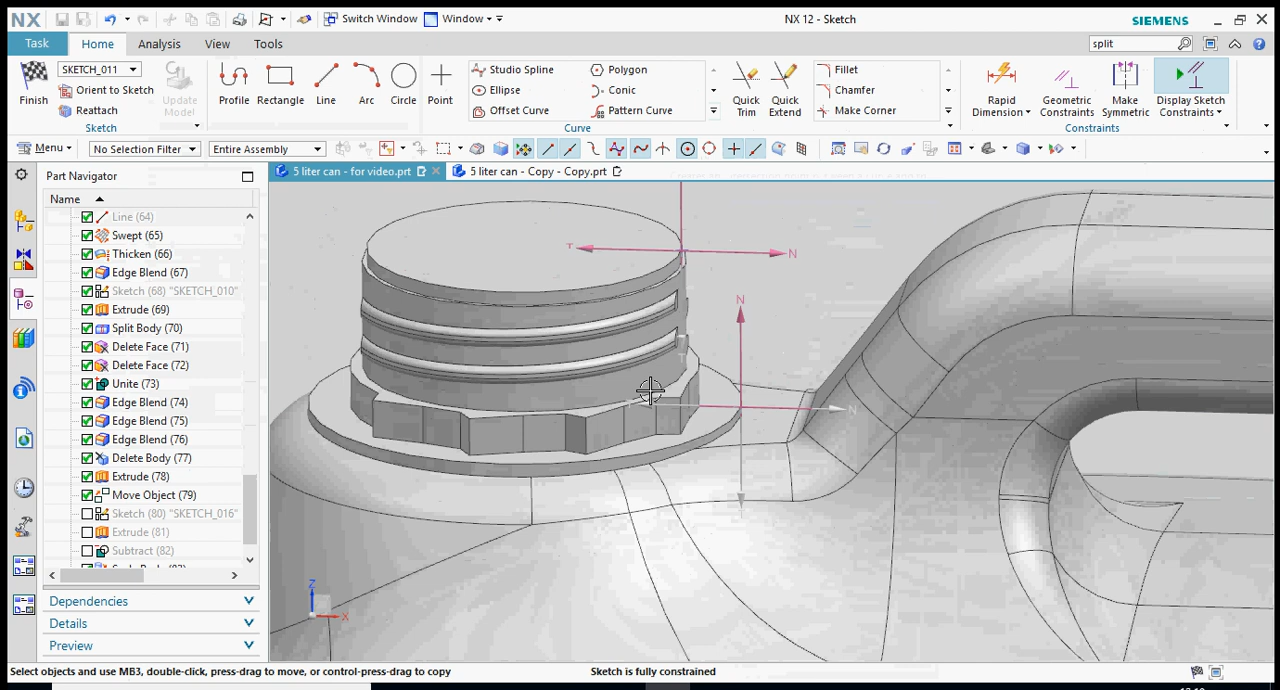 NX
Switch Window
Window
NX 12 - Sketch
SIEMENS
Task
Home
Analysis
View
Tools
split
SKETCH_011
Orient to Sketch
Reattach
Finish
Update
Model
Sketch
Profile
Rectangle
Line
Arc
Circle
Point
Studio Spline
Ellipse
Offset Curve
Polygon
Conic
Pattern Curve
Curve
Quick
Trim
Quick
Extend
Fillet
Chamfer
Make Corner
Rapid
Dimension
Geometric
Constraints
Make
Symmetric
Display Sketch
Constraints
Constraints
Menu
No Selection Filter
Entire Assembly
Part Navigator
5 liter can - for video.prt
5 liter can - Copy - Copy.prt
Name
Line (64)
Swept (65)
Thicken (66)
Edge Blend (67)
Sketch (68) "SKETCH_010"
Extrude (69)
Split Body (70)
Delete Face (71)
Delete Face (72)
Unite (73)
Edge Blend (74)
Edge Blend (75)
Edge Blend (76)
Delete Body (77)
Extrude (78)
Move Object (79)
Sketch (80) "SKETCH_016"
Extrude (81)
Subtract (82)
Dependencies
Details
Preview
T
N
N
T
N
Z
X
Select objects and use MB3, double-click, press-drag to move, or control-press-drag to copy
Sketch is fully constrained